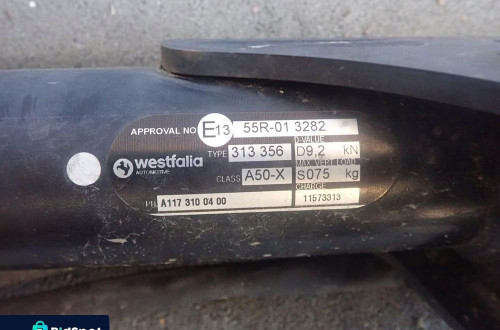 APPROVAL NO E13 55R-01 3282
D-VALUE
westfalia TYPE 313 356 D9,2 kN
AUTOMOTIVE MAX. VERT. LOAD
CLASS A50-X S075 kg
CHARGE
A117 310 04 00 11573313
BidSpot